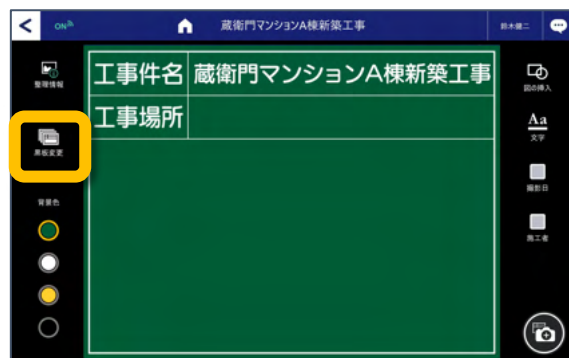 ON
蔵衛門マンションA棟新築工事
鈴木健二
整理情報
黒板変更
背景色
工事件名 蔵衛門マンションA棟新築工事
工事場所
図の挿入
Aa
文字
撮影日
施工者